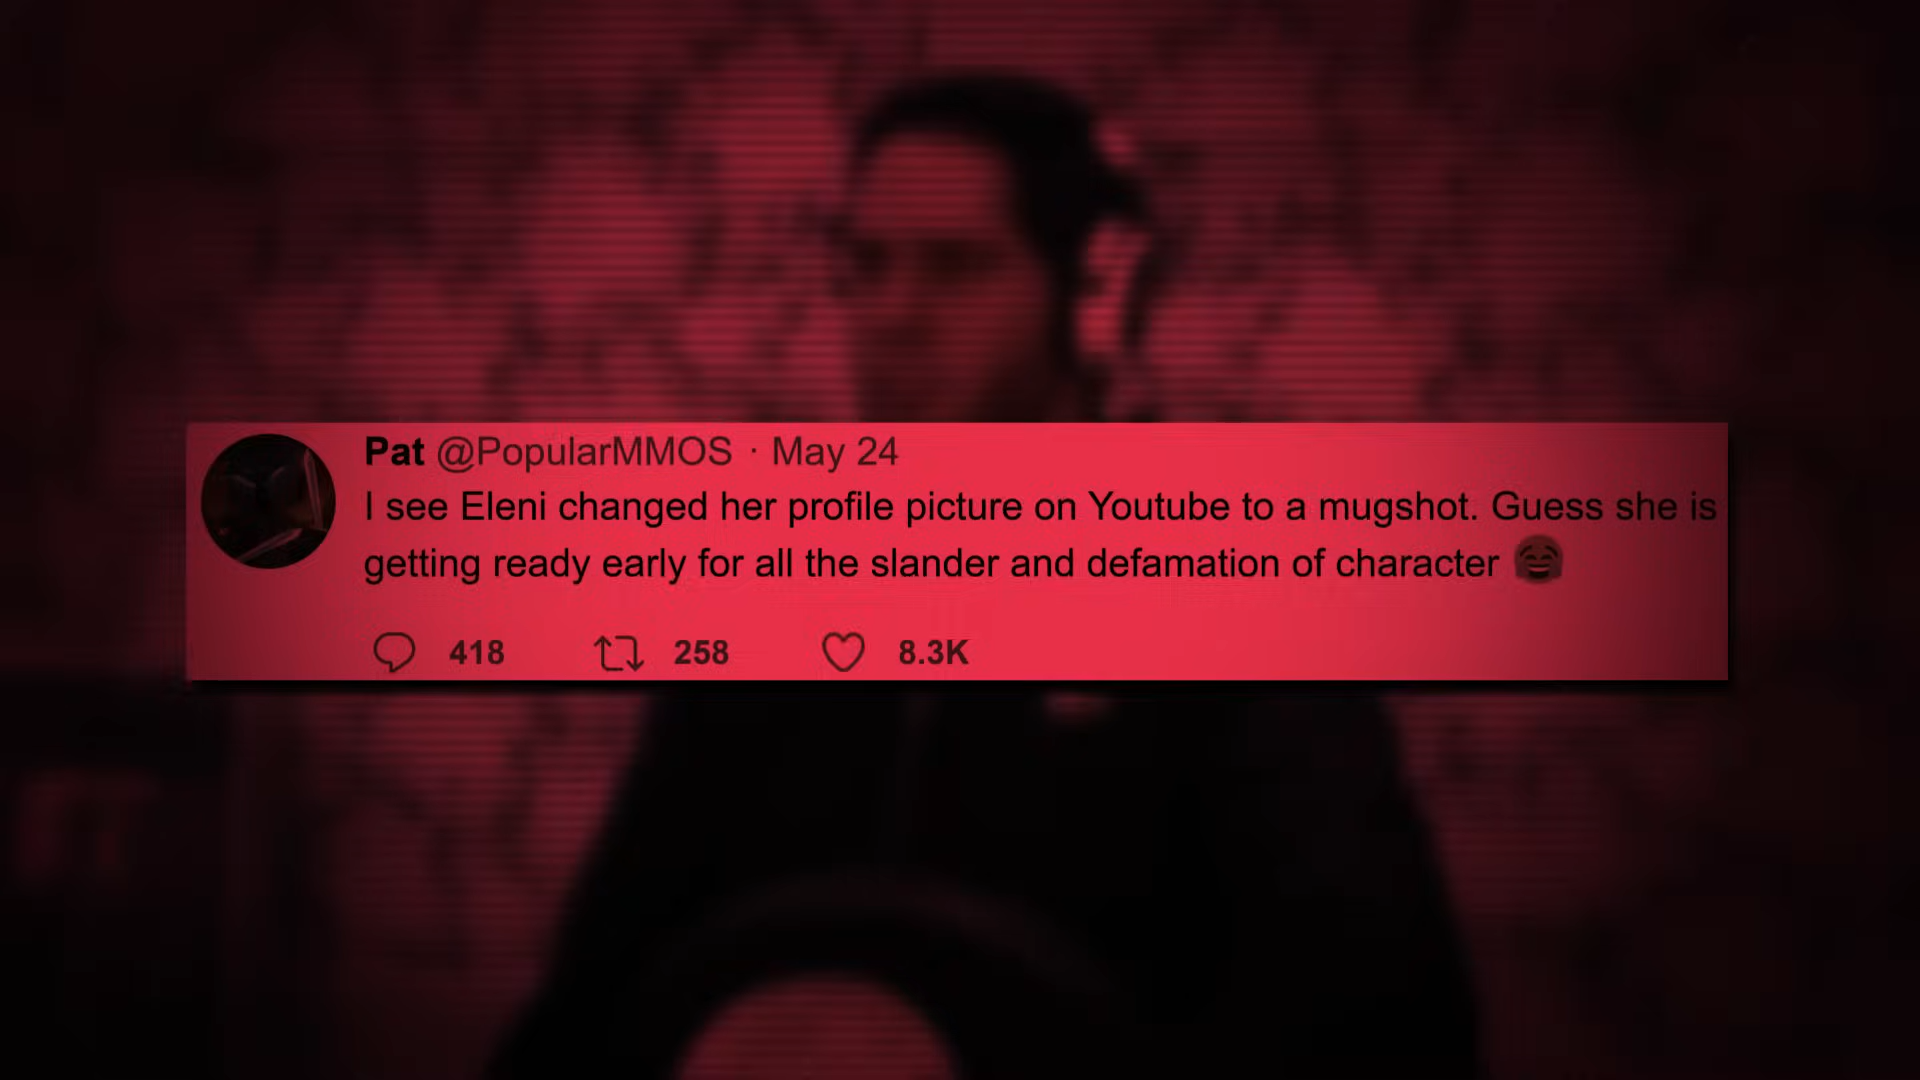 Pat @PopularMMOS · May 24
I see Eleni changed her profile picture on Youtube to a mugshot. Guess she is
getting ready early for all the slander and defamation of character 🤗
418 258 8.3K